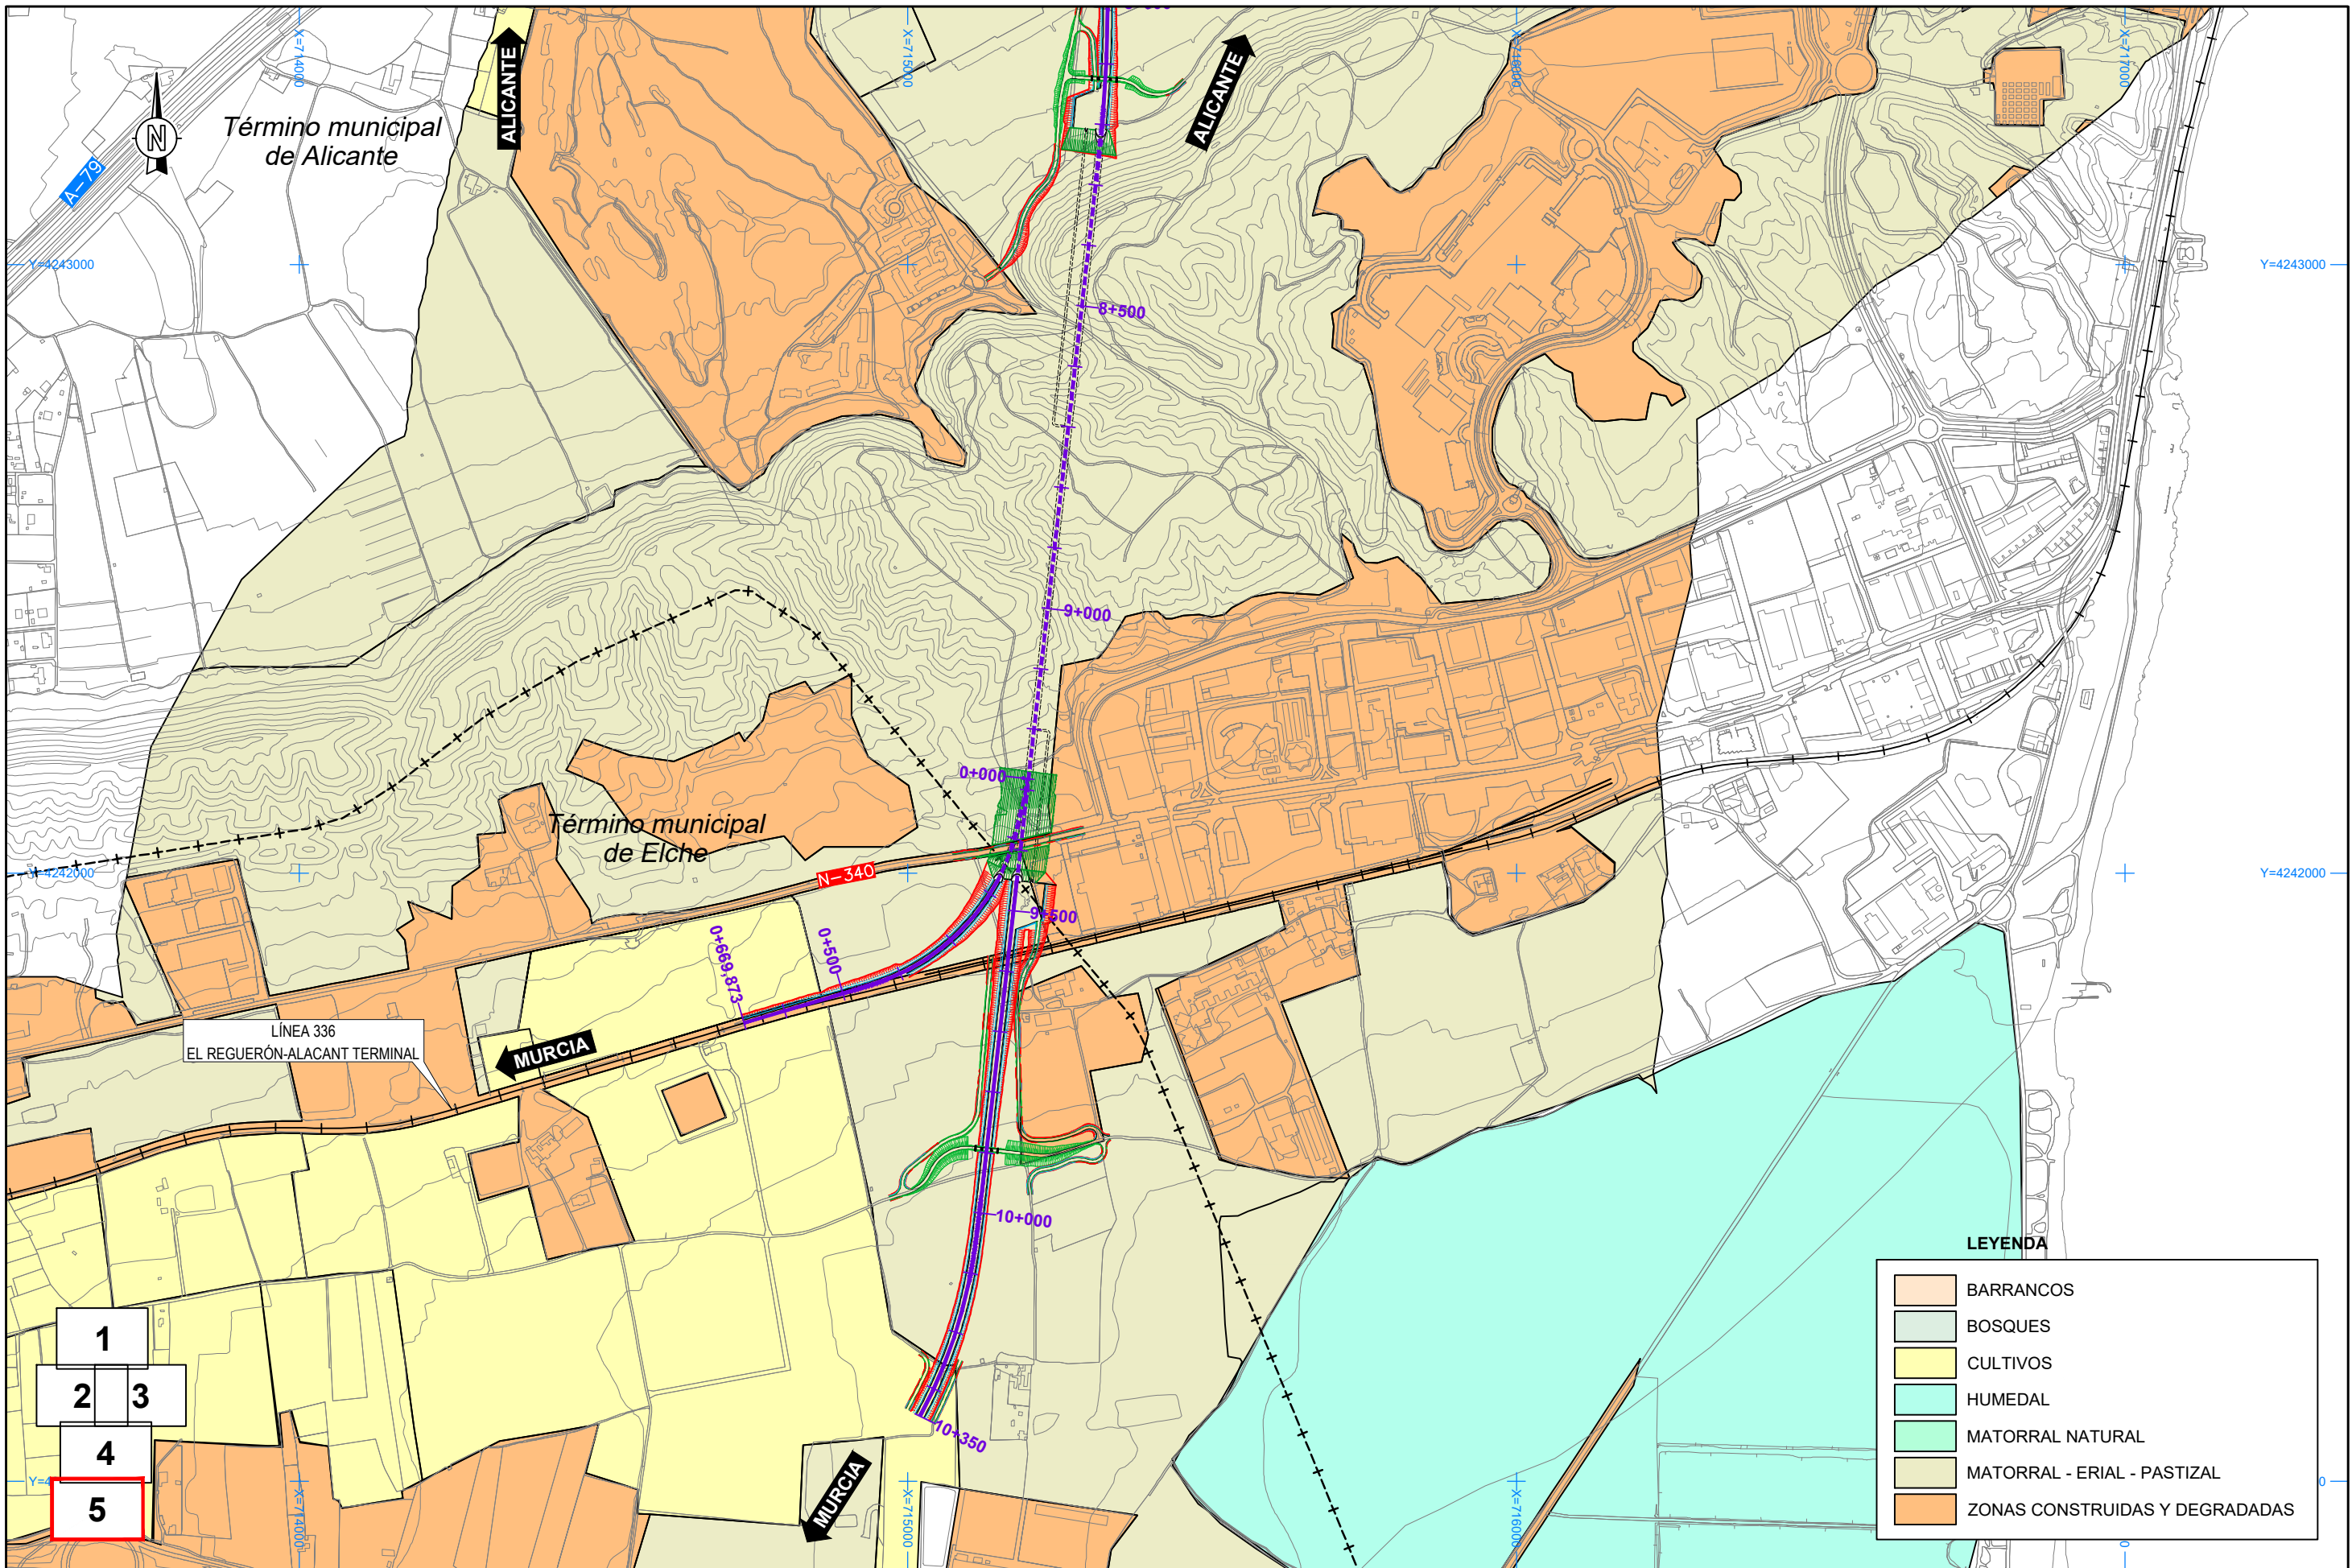 X=714000
X=715000
X=716000
X=717000
ALICANTE
ALICANTE
N
Término municipal
de Alicante
A-79
Y=4243000
Y=4243000
8+500
9+000
0+000
Término municipal
de Elche
N-340
Y=4242000
Y=4242000
9+500
0+500
0+669,873
LÍNEA 336
EL REGUERÓN-ALACANT TERMINAL
MURCIA
10+000
10+350
MURCIA
X=714000
X=715000
X=716000
1
2
3
4
5
LEYENDA
BARRANCOS
BOSQUES
CULTIVOS
HUMEDAL
MATORRAL NATURAL
MATORRAL - ERIAL - PASTIZAL
ZONAS CONSTRUIDAS Y DEGRADADAS